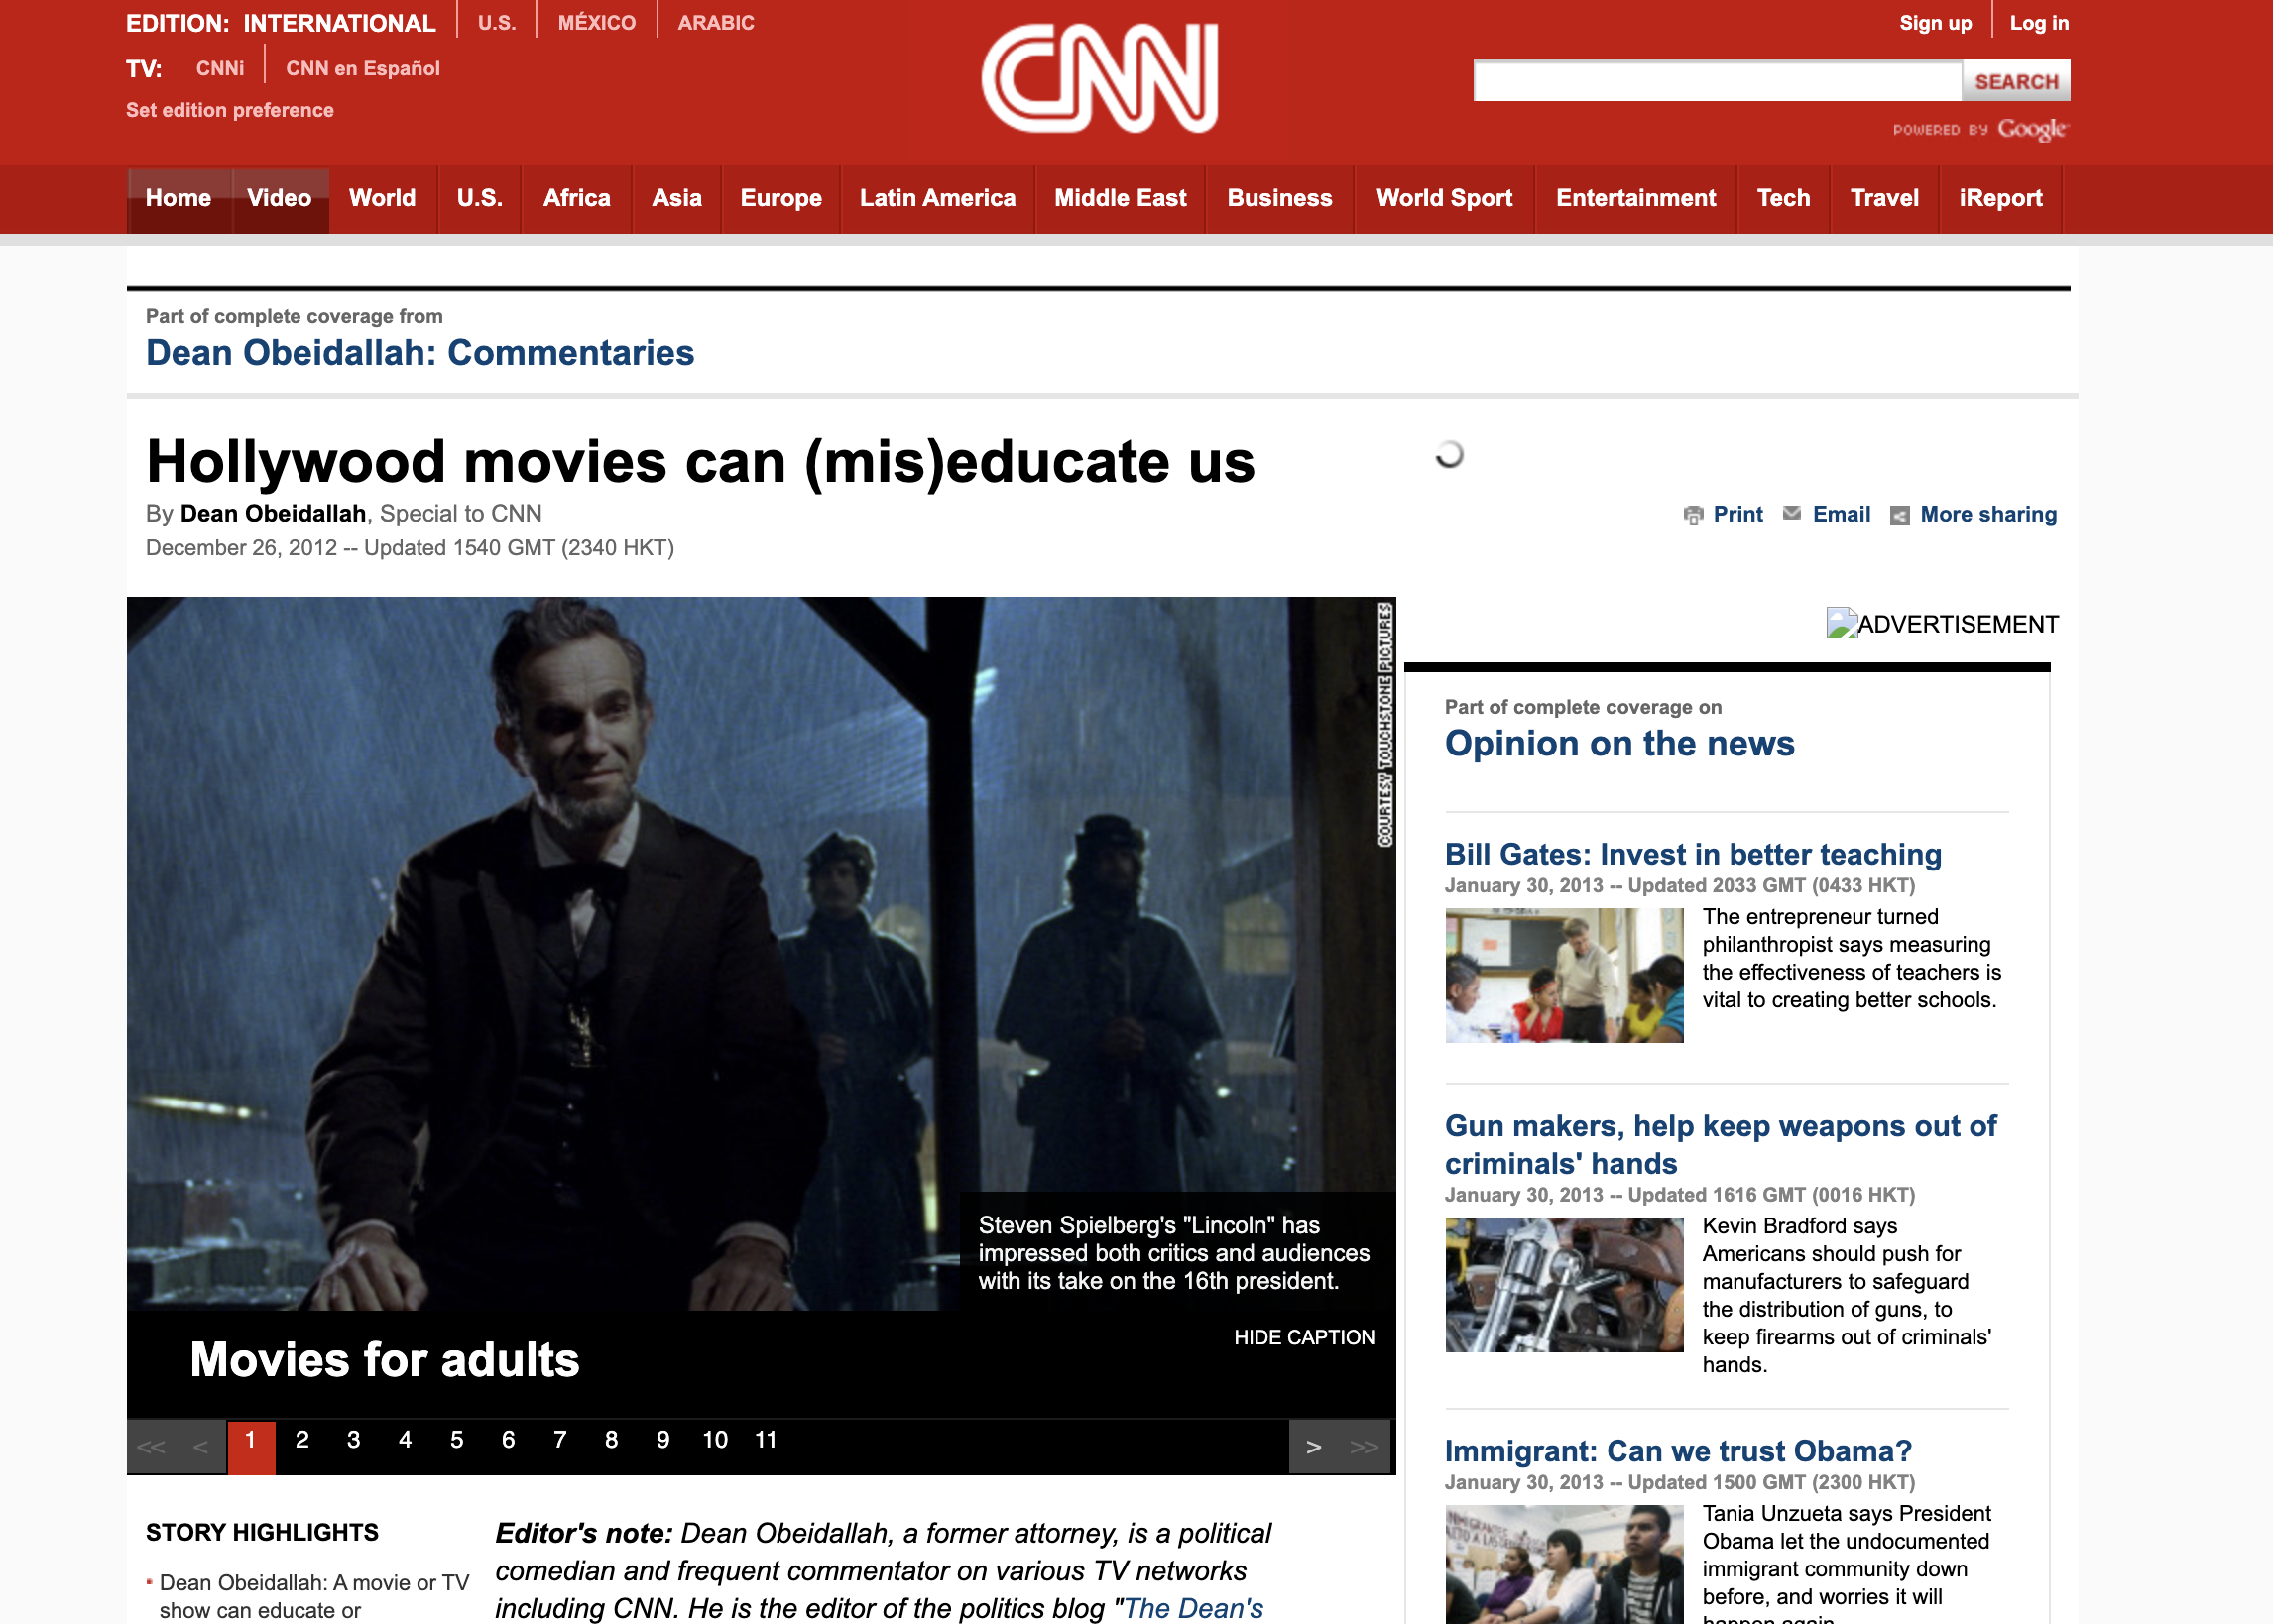 EDITION: INTERNATIONAL U.S. MÉXICO ARABIC
TV: CNNi CNN en Español
Set edition preference
CNN
Sign up Log in
SEARCH
POWERED BY Google
Home Video World U.S. Africa Asia Europe Latin America Middle East Business World Sport Entertainment Tech Travel iReport
Part of complete coverage from
Dean Obeidallah: Commentaries
Hollywood movies can (mis)educate us
By Dean Obeidallah, Special to CNN
December 26, 2012 -- Updated 1540 GMT (2340 HKT)
Print Email More sharing
COURTESY TOUCHSTONE PICTURES
Steven Spielberg's "Lincoln" has
impressed both critics and audiences
with its take on the 16th president.
HIDE CAPTION
Movies for adults
<< < 1 2 3 4 5 6 7 8 9 10 11 > >>
STORY HIGHLIGHTS
Dean Obeidallah: A movie or TV
show can educate or
Editor's note: Dean Obeidallah, a former attorney, is a political
comedian and frequent commentator on various TV networks
including CNN. He is the editor of the politics blog "The Dean's
ADVERTISEMENT
Part of complete coverage on
Opinion on the news
Bill Gates: Invest in better teaching
January 30, 2013 -- Updated 2033 GMT (0433 HKT)
The entrepreneur turned
philanthropist says measuring
the effectiveness of teachers is
vital to creating better schools.
Gun makers, help keep weapons out of
criminals' hands
January 30, 2013 -- Updated 1616 GMT (0016 HKT)
Kevin Bradford says
Americans should push for
manufacturers to safeguard
the distribution of guns, to
keep firearms out of criminals'
hands.
Immigrant: Can we trust Obama?
January 30, 2013 -- Updated 1500 GMT (2300 HKT)
Tania Unzueta says President
Obama let the undocumented
immigrant community down
before, and worries it will
happen again